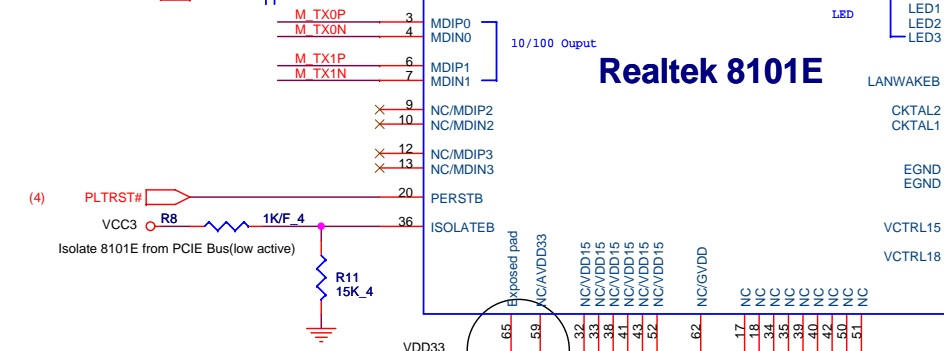 M_TX0P 3 MDIP0
M_TX0N 4 MDIN0
10/100 Ouput
M_TX1P 6 MDIP1
M_TX1N 7 MDIN1
9 NC/MDIP2
10 NC/MDIN2
12 NC/MDIP3
13 NC/MDIN3
(4) PLTRST# 20 PERSTB
VCC3 R8 1K/F_4 36 ISOLATEB
Isolate 8101E from PCIE Bus(low active)
R11
15K_4
Realtek 8101E
LED
LED1
LED2
LED3
LANWAKEB
CKTAL2
CKTAL1
EGND
EGND
VCTRL15
VCTRL18
Exposed pad 65
NC/AVDD33 59
NC/VDD15 32
NC/VDD15 33
NC/VDD15 38
NC/VDD15 41
NC/VDD15 43
NC/VDD15 52
NC/GVDD 62
NC 17
NC 18
NC 34
NC 35
NC 39
NC 40
NC 42
NC 50
NC 51
VDD33